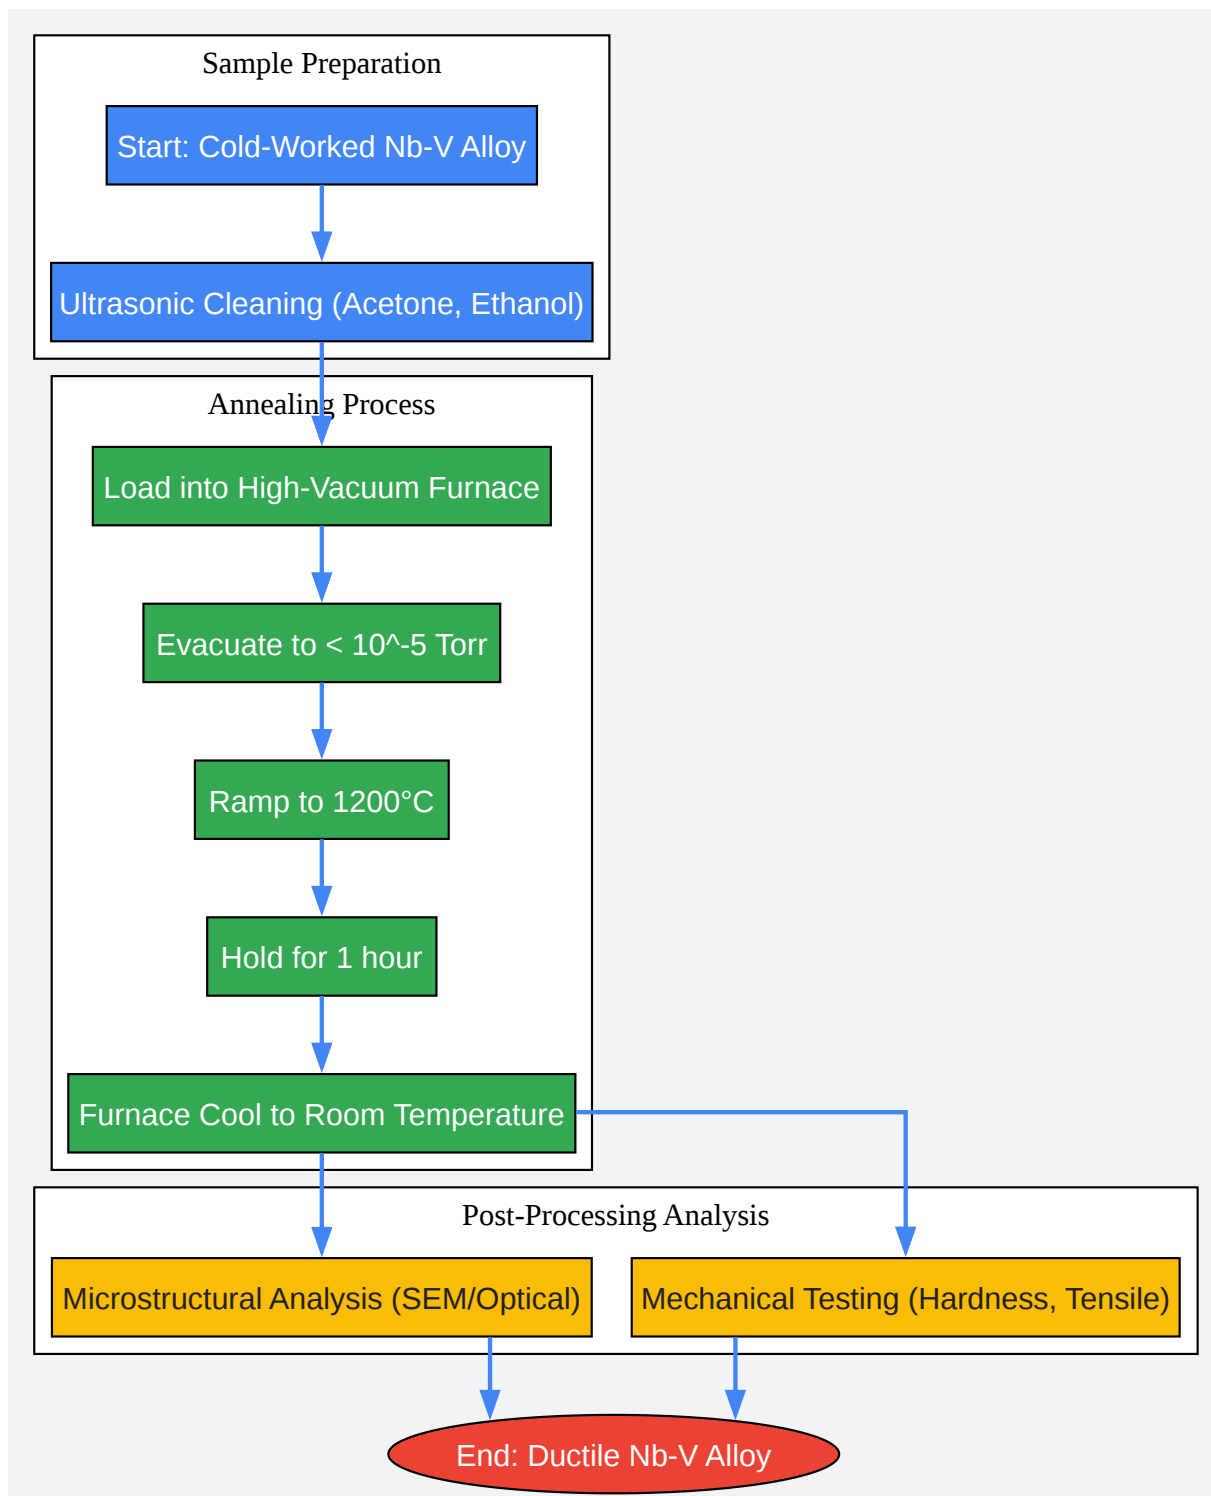 Sample Preparation
Start: Cold-Worked Nb-V Alloy
Ultrasonic Cleaning (Acetone, Ethanol)
Annealing Process
Load into High-Vacuum Furnace
Evacuate to < 10^-5 Torr
Ramp to 1200°C
Hold for 1 hour
Furnace Cool to Room Temperature
Post-Processing Analysis
Microstructural Analysis (SEM/Optical)
Mechanical Testing (Hardness, Tensile)
End: Ductile Nb-V Alloy